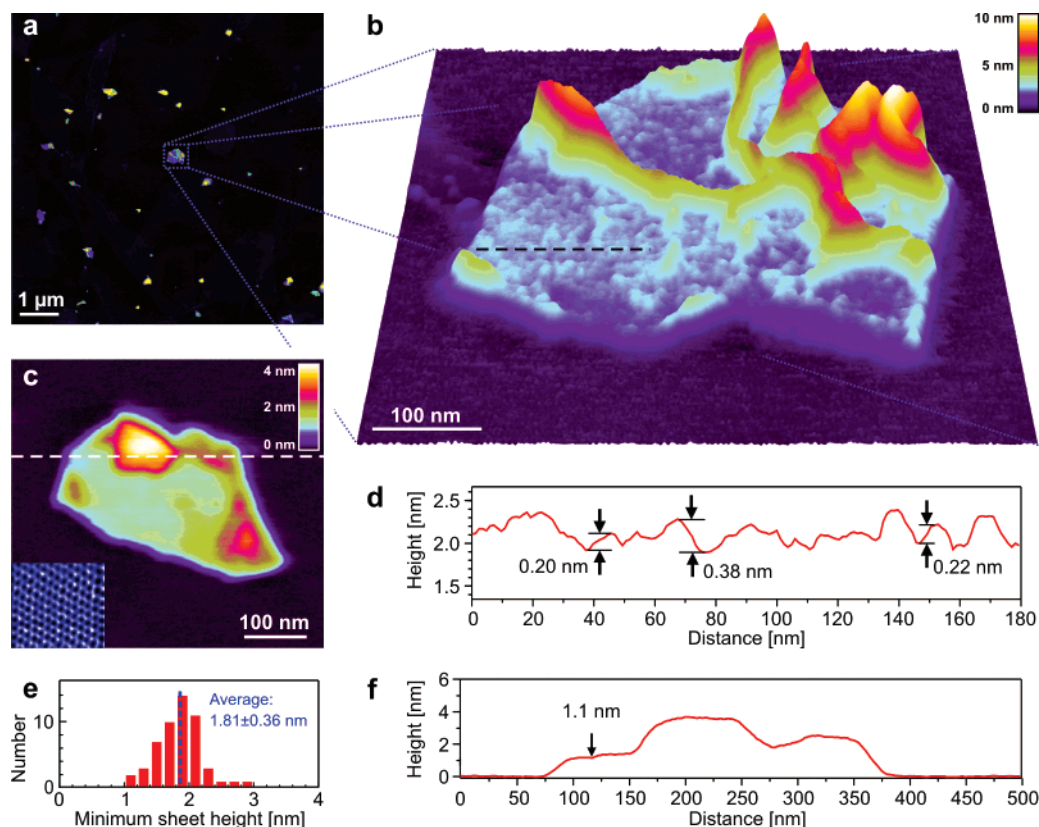 a
1 µm
b
10 nm
5 nm
0 nm
100 nm
c
4 nm
2 nm
0 nm
100 nm
d
Height [nm]
2.5
2.0
1.5
0.20 nm
0.38 nm
0.22 nm
0 20 40 60 80 100 120 140 160 180
Distance [nm]
e
Number
10
0
Average:
1.81±0.36 nm
0 1 2 3 4
Minimum sheet height [nm]
f
Height [nm]
6
4
2
0
1.1 nm
0 50 100 150 200 250 300 350 400 450 500
Distance [nm]